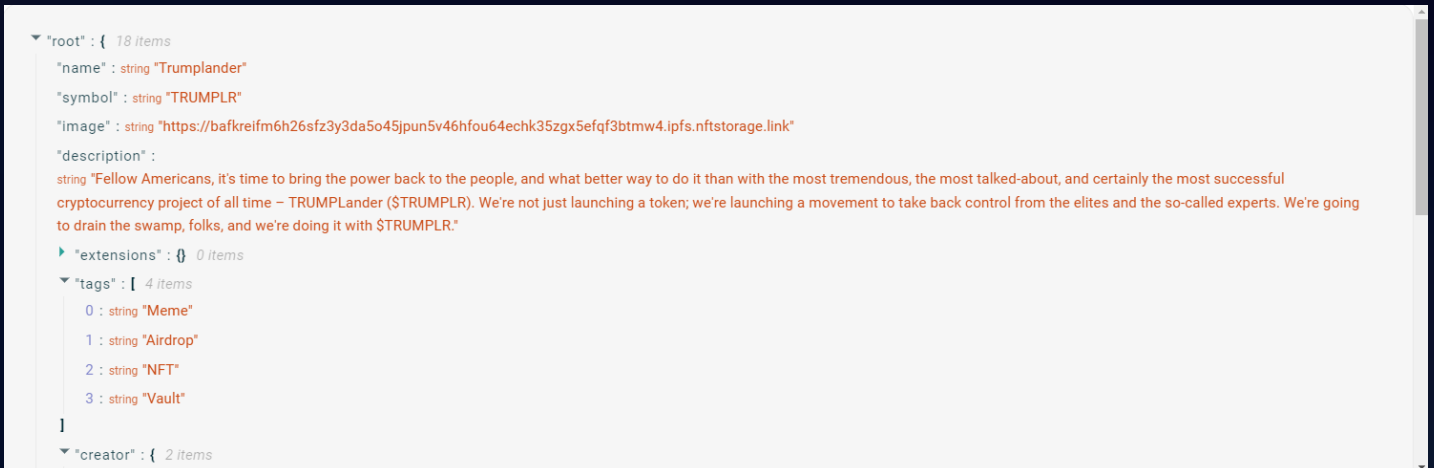 "root" : { 18 items
"name" : string "Trumplander"
"symbol" : string "TRUMPLR"
"image" : string "https://bafkreifm6h26sfz3y3da5o45jpun5v46hfou64echk35zgx5efqf3btmw4.ipfs.nftstorage.link"
"description" :
string "Fellow Americans, it's time to bring the power back to the people, and what better way to do it than with the most tremendous, the most talked-about, and certainly the most successful
cryptocurrency project of all time – TRUMPLander ($TRUMPLR). We're not just launching a token; we're launching a movement to take back control from the elites and the so-called experts. We're going
to drain the swamp, folks, and we're doing it with $TRUMPLR."
"extensions" : {} 0 items
"tags" : [ 4 items
0 : string "Meme"
1 : string "Airdrop"
2 : string "NFT"
3 : string "Vault"
]
"creator" : { 2 items